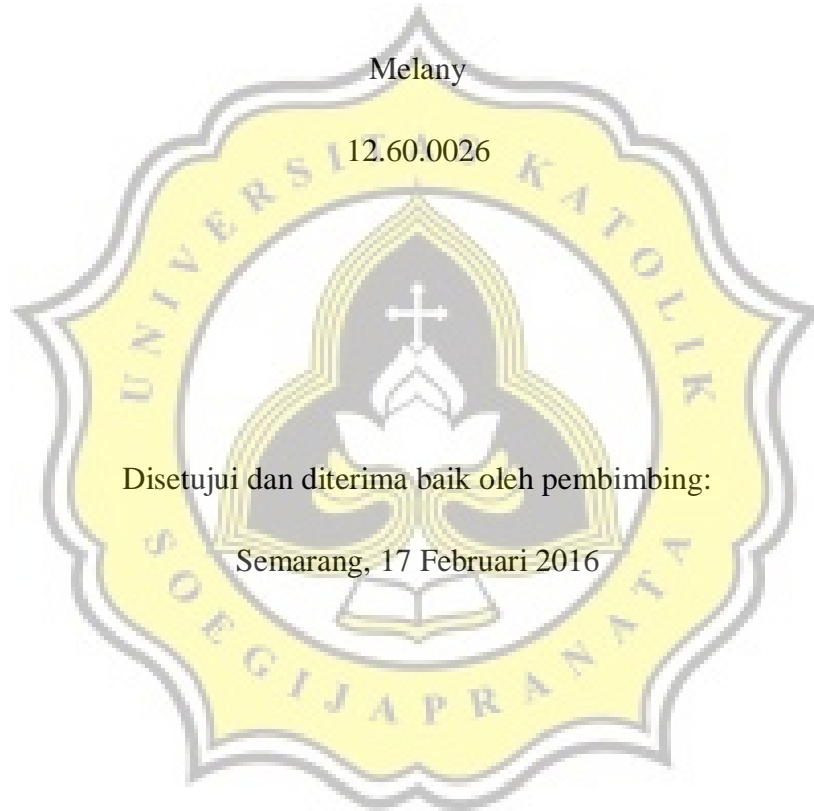 Melany
12.60.0026
Disetujui dan diterima baik oleh pembimbing:
Semarang, 17 Februari 2016
UNIVERSITAS KATOLIK
SOEGIJAPRANATA